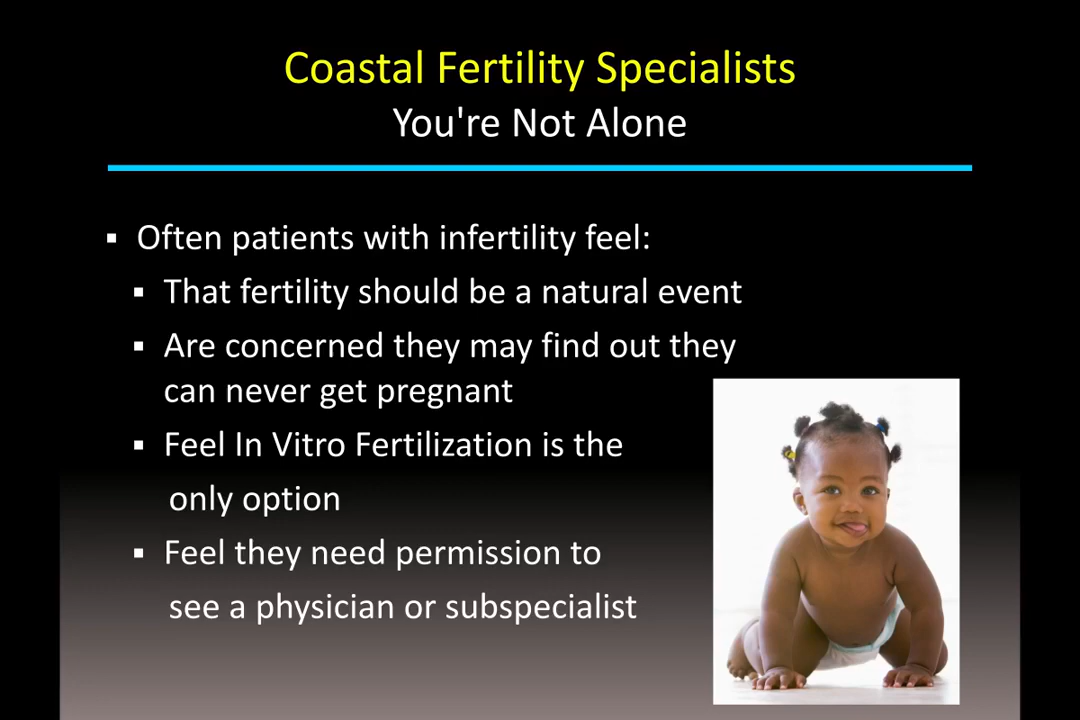 Coastal Fertility Specialists
You're Not Alone
▪ Often patients with infertility feel:
▪ That fertility should be a natural event
▪ Are concerned they may find out they
can never get pregnant
▪ Feel In Vitro Fertilization is the
only option
▪ Feel they need permission to
see a physician or subspecialist